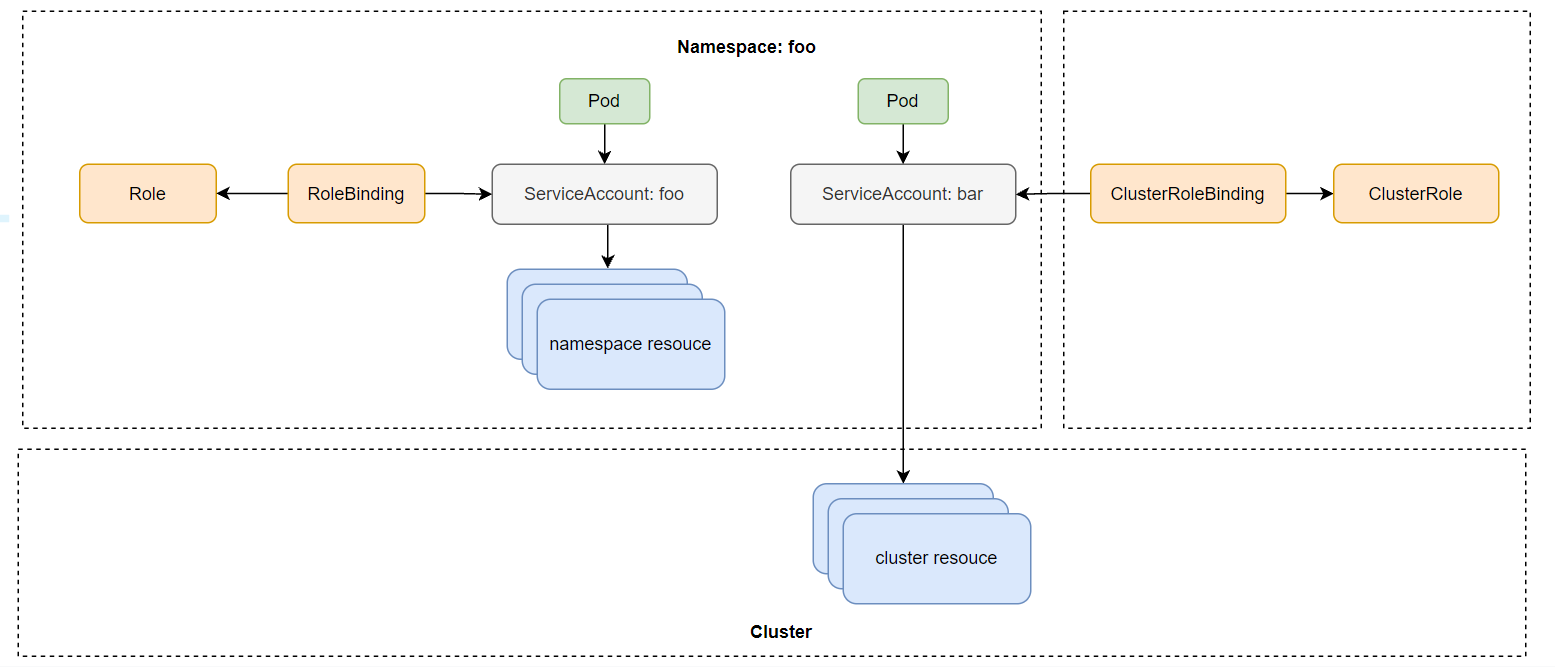 Namespace: foo
Pod
Pod
Role
RoleBinding
ServiceAccount: foo
ServiceAccount: bar
ClusterRoleBinding
ClusterRole
namespace resouce
cluster resouce
Cluster